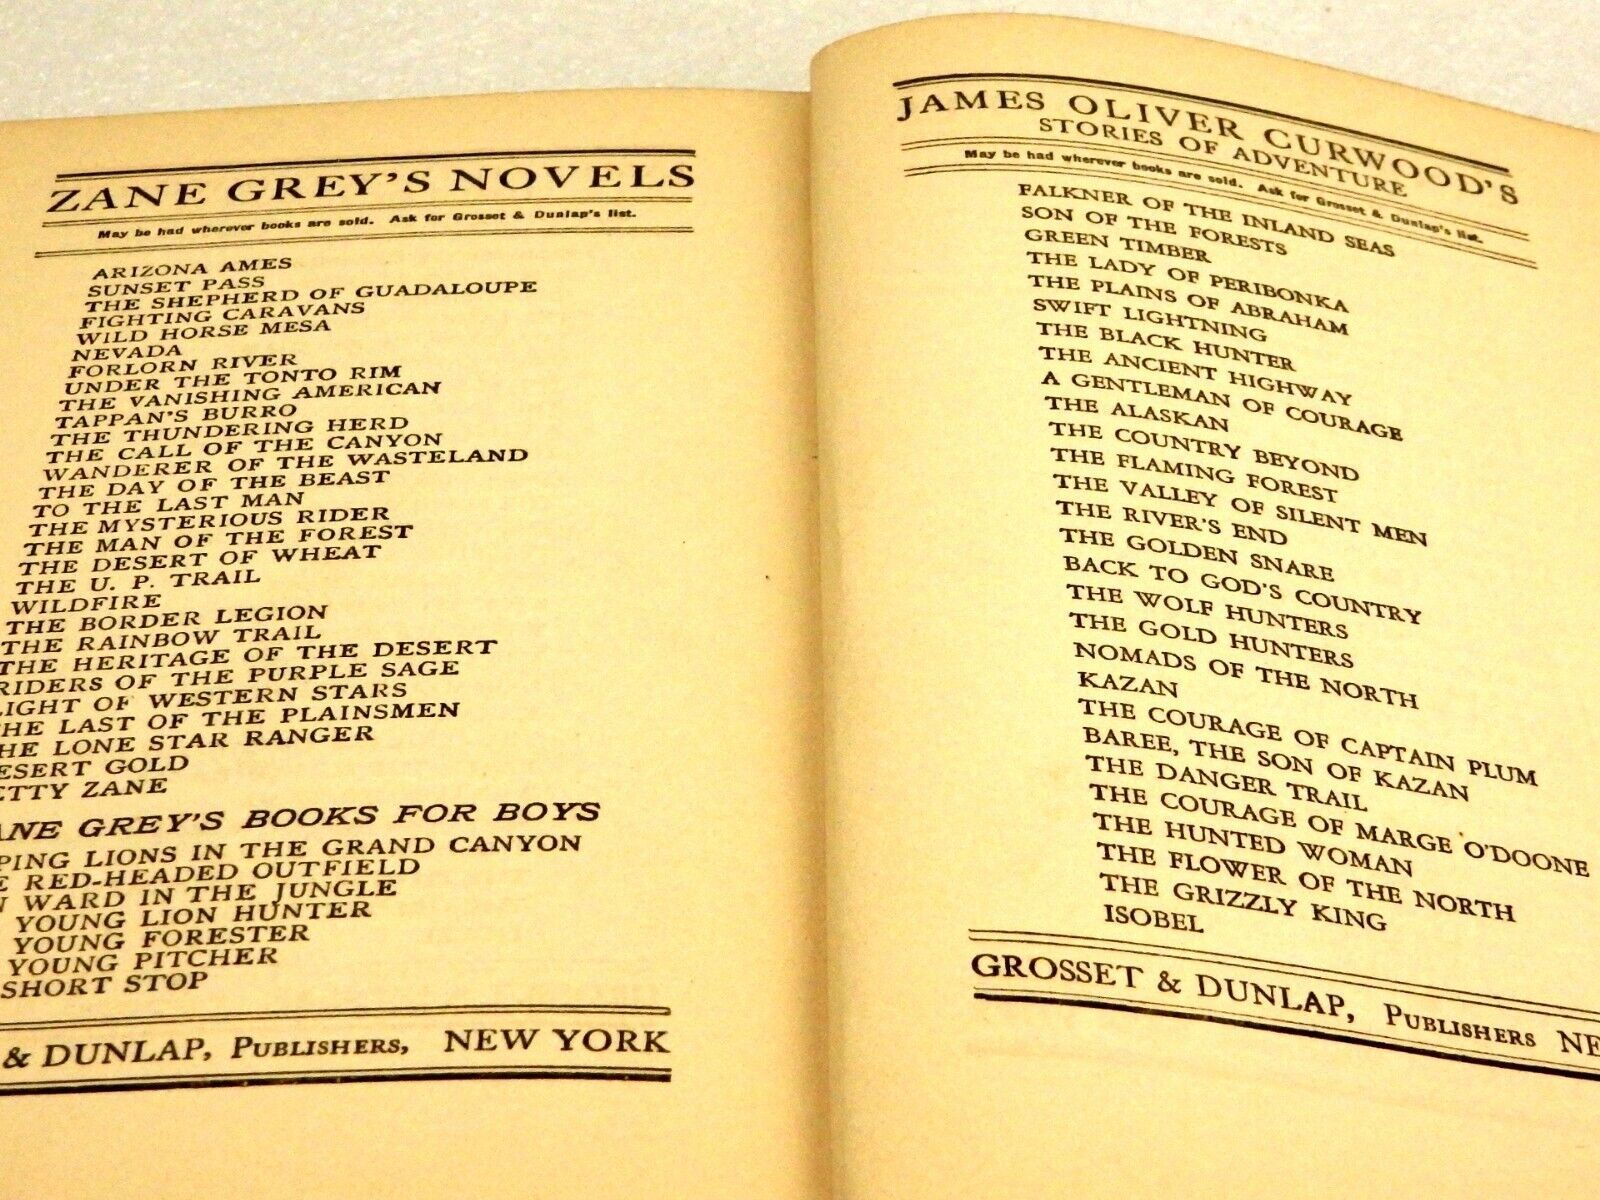 ZANE GREY'S NOVELS
May be had wherever books are sold. Ask for Grosset & Dunlap's list.
ARIZONA AMES
SUNSET PASS
THE SHEPHERD OF GUADALOUPE
FIGHTING CARAVANS
WILD HORSE MESA
NEVADA
FORLORN RIVER
UNDER THE TONTO RIM
THE VANISHING AMERICAN
TAPPAN'S BURRO
THE THUNDERING HERD
THE CALL OF THE CANYON
WANDERER OF THE WASTELAND
THE DAY OF THE BEAST
TO THE LAST MAN
THE MYSTERIOUS RIDER
THE MAN OF THE FOREST
THE DESERT OF WHEAT
THE U. P. TRAIL
WILDFIRE
THE BORDER LEGION
THE RAINBOW TRAIL
THE HERITAGE OF THE DESERT
RIDERS OF THE PURPLE SAGE
LIGHT OF WESTERN STARS
HE LAST OF THE PLAINSMEN
HE LONE STAR RANGER
ESERT GOLD
ETTY ZANE
ANE GREY'S BOOKS FOR BOYS
PING LIONS IN THE GRAND CANYON
E RED-HEADED OUTFIELD
N WARD IN THE JUNGLE
YOUNG LION HUNTER
YOUNG FORESTER
YOUNG PITCHER
SHORT STOP
& DUNLAP, PUBLISHERS, NEW YORK
JAMES OLIVER CURWOOD'S
STORIES OF ADVENTURE
May be had wherever books are sold. Ask for Grosset & Dunlap's list.
FALKNER OF THE INLAND SEAS
SON OF THE FORESTS
GREEN TIMBER
THE LADY OF PERIBONKA
THE PLAINS OF ABRAHAM
SWIFT LIGHTNING
THE BLACK HUNTER
THE ANCIENT HIGHWAY
A GENTLEMAN OF COURAGE
THE ALASKAN
THE COUNTRY BEYOND
THE FLAMING FOREST
THE VALLEY OF SILENT MEN
THE RIVER'S END
THE GOLDEN SNARE
BACK TO GOD'S COUNTRY
THE WOLF HUNTERS
THE GOLD HUNTERS
NOMADS OF THE NORTH
KAZAN
THE COURAGE OF CAPTAIN PLUM
BAREE, THE SON OF KAZAN
THE DANGER TRAIL
THE COURAGE OF MARGE O'DOONE
THE HUNTED WOMAN
THE FLOWER OF THE NORTH
THE GRIZZLY KING
ISOBEL
GROSSET & DUNLAP, PUBLISHERS NE